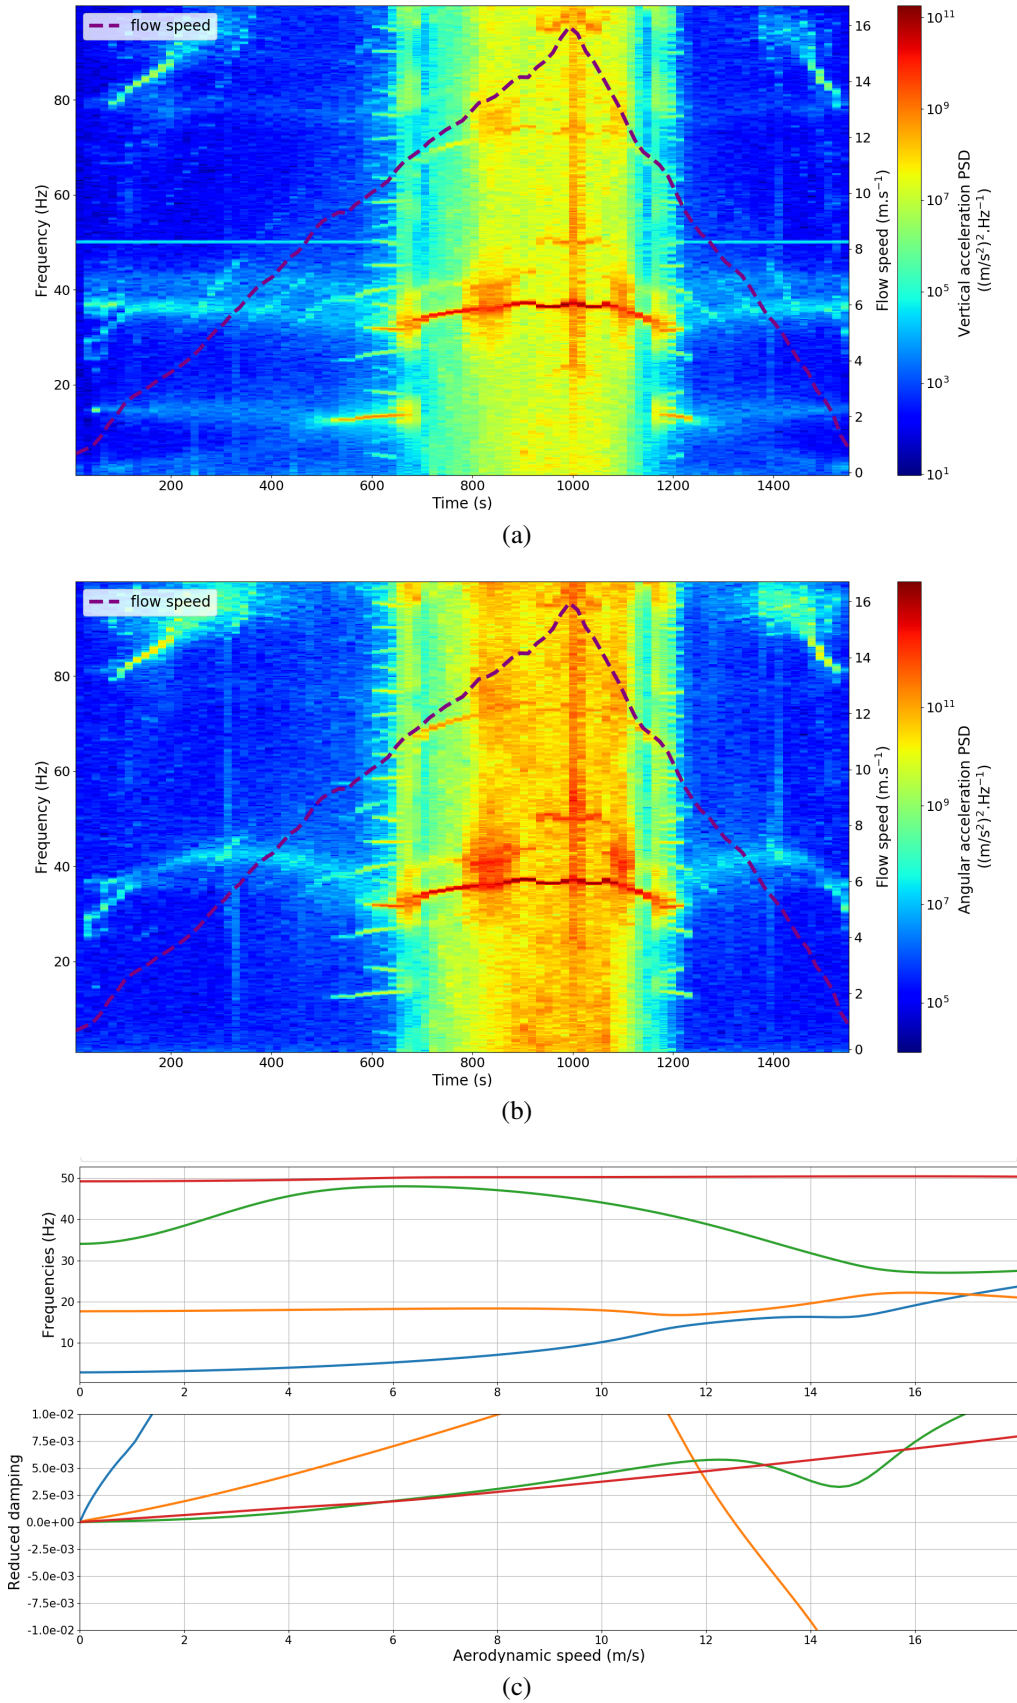 flow speed
80
60
40
20
Frequency (Hz)
200 400 600 800 1000 1200 1400
Time (s)
16
14
12
10
8
6
4
2
0
Flow speed (m.s⁻¹)
10¹¹
10⁹
10⁷
10⁵
10³
10¹
Vertical acceleration PSD
((m/s²)².Hz⁻¹)
(a)
flow speed
80
60
40
20
Frequency (Hz)
200 400 600 800 1000 1200 1400
Time (s)
16
14
12
10
8
6
4
2
0
Flow speed (m.s⁻¹)
10¹¹
10⁹
10⁷
10⁵
Angular acceleration PSD
((m/s²)².Hz⁻¹)
(b)
50
40
30
20
10
Frequencies (Hz)
0 2 4 6 8 10 12 14 16
1.0e-02
7.5e-03
5.0e-03
2.5e-03
0.0e+00
-2.5e-03
-5.0e-03
-7.5e-03
-1.0e-02
Reduced damping
0 2 4 6 8 10 12 14 16
Aerodynamic speed (m/s)
(c)